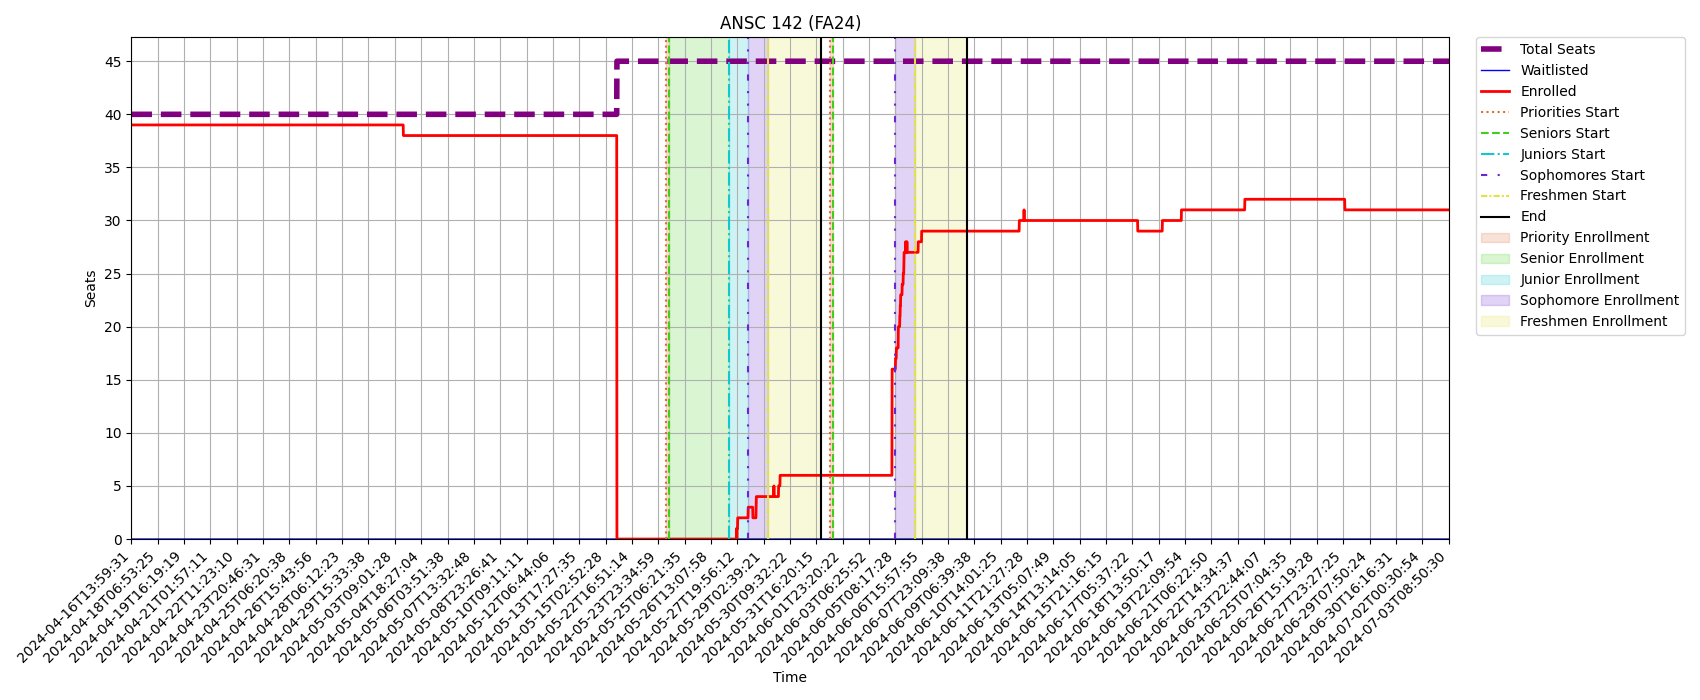 ANSC 142 (FA24)
Total Seats
Waitlisted
Enrolled
Priorities Start
Seniors Start
Juniors Start
Sophomores Start
Freshmen Start
End
Priority Enrollment
Senior Enrollment
Junior Enrollment
Sophomore Enrollment
Freshmen Enrollment
Seats
45
40
35
30
25
20
15
10
5
0
2024-04-16T13:59:31
2024-04-18T06:53:25
2024-04-19T16:19:19
2024-04-21T01:57:11
2024-04-22T11:23:10
2024-04-23T20:46:31
2024-04-25T06:20:38
2024-04-26T15:43:56
2024-04-28T06:12:23
2024-04-29T15:33:38
2024-05-03T09:01:28
2024-05-04T18:27:04
2024-05-06T03:51:38
2024-05-07T13:32:48
2024-05-08T23:26:41
2024-05-10T09:11:11
2024-05-12T06:44:06
2024-05-13T17:27:35
2024-05-15T02:52:28
2024-05-22T16:51:14
2024-05-23T23:34:59
2024-05-25T06:21:35
2024-05-26T13:07:58
2024-05-27T19:56:12
2024-05-29T02:39:21
2024-05-30T09:32:22
2024-05-31T16:20:15
2024-06-01T23:20:22
2024-06-03T06:25:52
2024-06-05T08:17:28
2024-06-06T15:57:55
2024-06-07T23:09:38
2024-06-09T06:39:38
2024-06-10T14:01:25
2024-06-11T21:27:28
2024-06-13T05:07:49
2024-06-14T13:14:05
2024-06-15T21:16:15
2024-06-17T05:37:22
2024-06-18T13:50:17
2024-06-19T22:09:54
2024-06-21T06:22:50
2024-06-22T14:34:37
2024-06-23T22:44:07
2024-06-25T07:04:35
2024-06-26T15:19:28
2024-06-27T23:27:25
2024-06-29T07:50:24
2024-06-30T16:16:31
2024-07-02T00:30:54
2024-07-03T08:50:30
Time